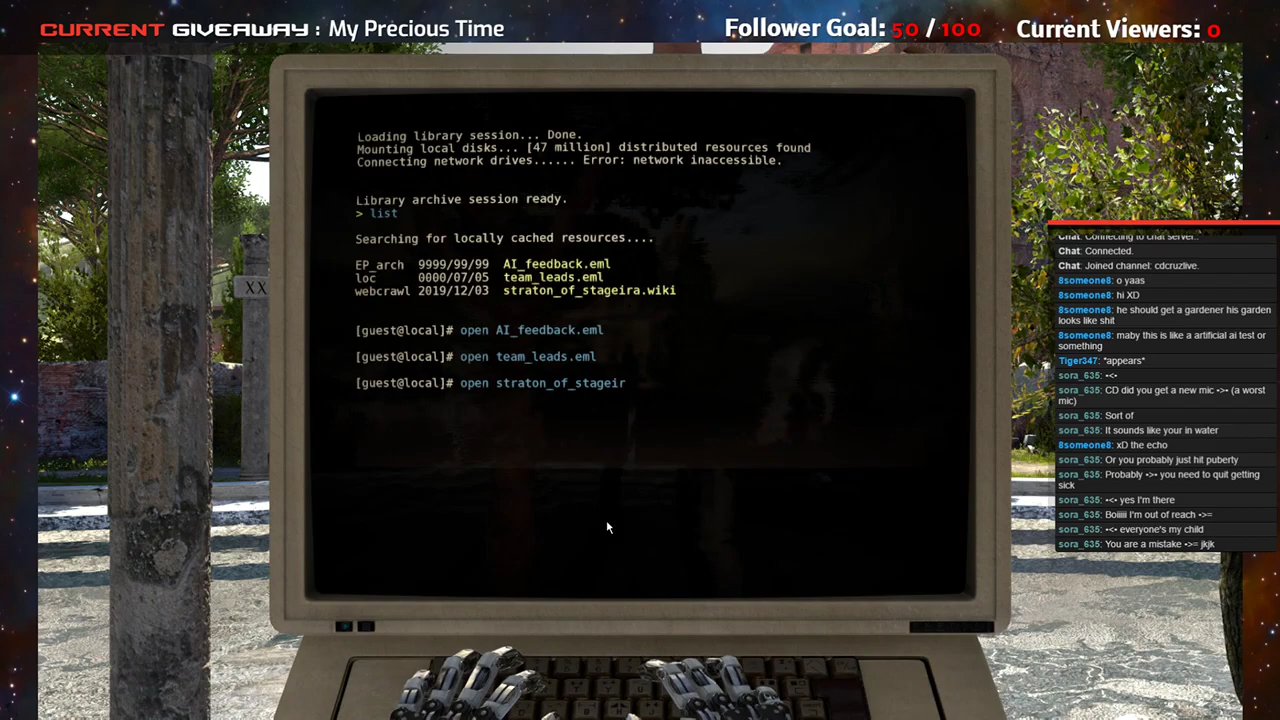 CURRENT GIVEAWAY : My Precious Time
Follower Goal: 50 / 100
Current Viewers: 0
Loading library session... Done.
Mounting local disks... [47 million] distributed resources found
Connecting network drives...... Error: network inaccessible.
Library archive session ready.
> list
Searching for locally cached resources....
EP_arch 9999/99/99 AI_feedback.eml
loc 0000/07/05 team_leads.eml
webcrawl 2019/12/03 straton_of_stageira.wiki
[guest@local]# open AI_feedback.eml
[guest@local]# open team_leads.eml
[guest@local]# open straton_of_stageir
XX
Chat: Connecting to chat server..
Chat: Connected.
Chat: Joined channel: cdcruzlive.
8someone8: o yaas
8someone8: hi XD
8someone8: he should get a gardener his garden
looks like shit
8someone8: maby this is like a artificial ai test or
something
Tiger347: *appears*
sora_635: •<•
sora_635: CD did you get a new mic •>• (a worst
mic)
sora_635: Sort of
sora_635: It sounds like your in water
8someone8: xD the echo
sora_635: Or you probably just hit puberty
sora_635: Probably •>• you need to quit getting
sick
sora_635: •<• yes I'm there
sora_635: Boiiiii I'm out of reach •>=
sora_635: •<• everyone's my child
sora_635: You are a mistake •>= jkjk